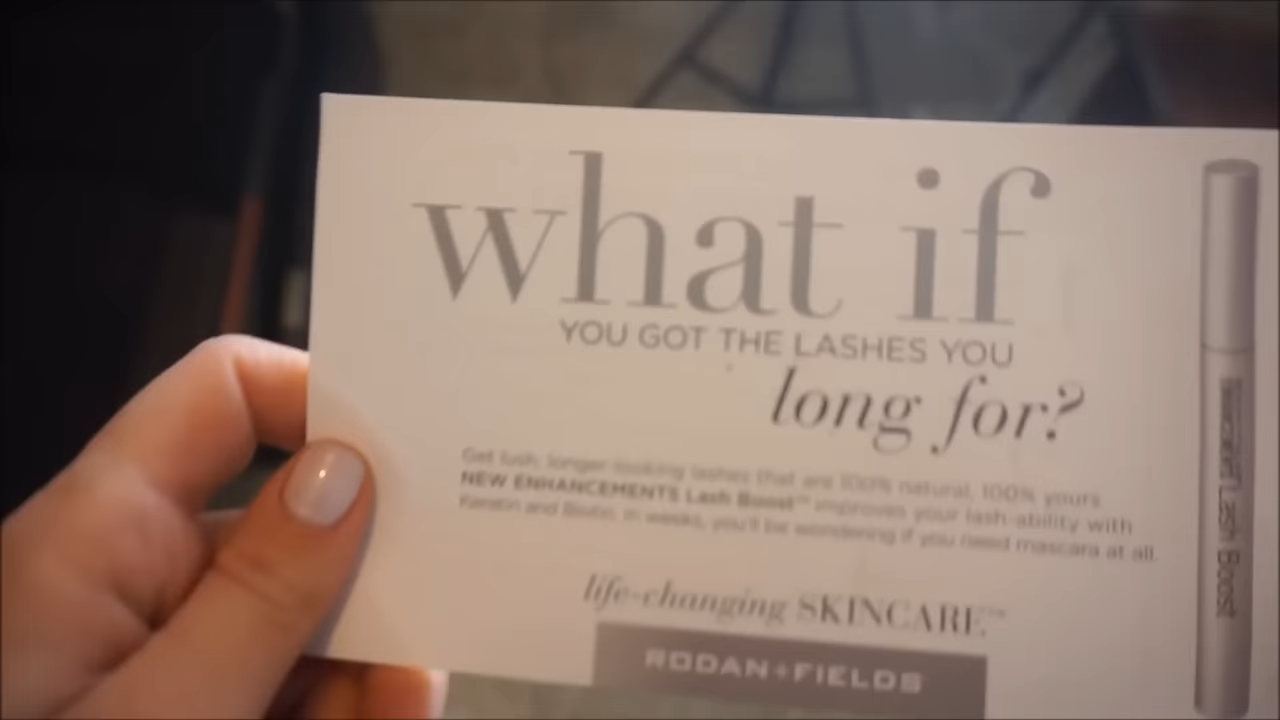 what if
YOU GOT THE LASHES YOU
long for?
Get lush, longer-looking lashes that are 100% natural, 100% yours.
NEW ENHANCEMENTS Lash Boost™ improves your lash-ability with
Keratin and Biotin. In weeks, you'll be wondering if you need mascara at all.
life-changing SKINCARE™
RODAN+FIELDS
Lash Boost